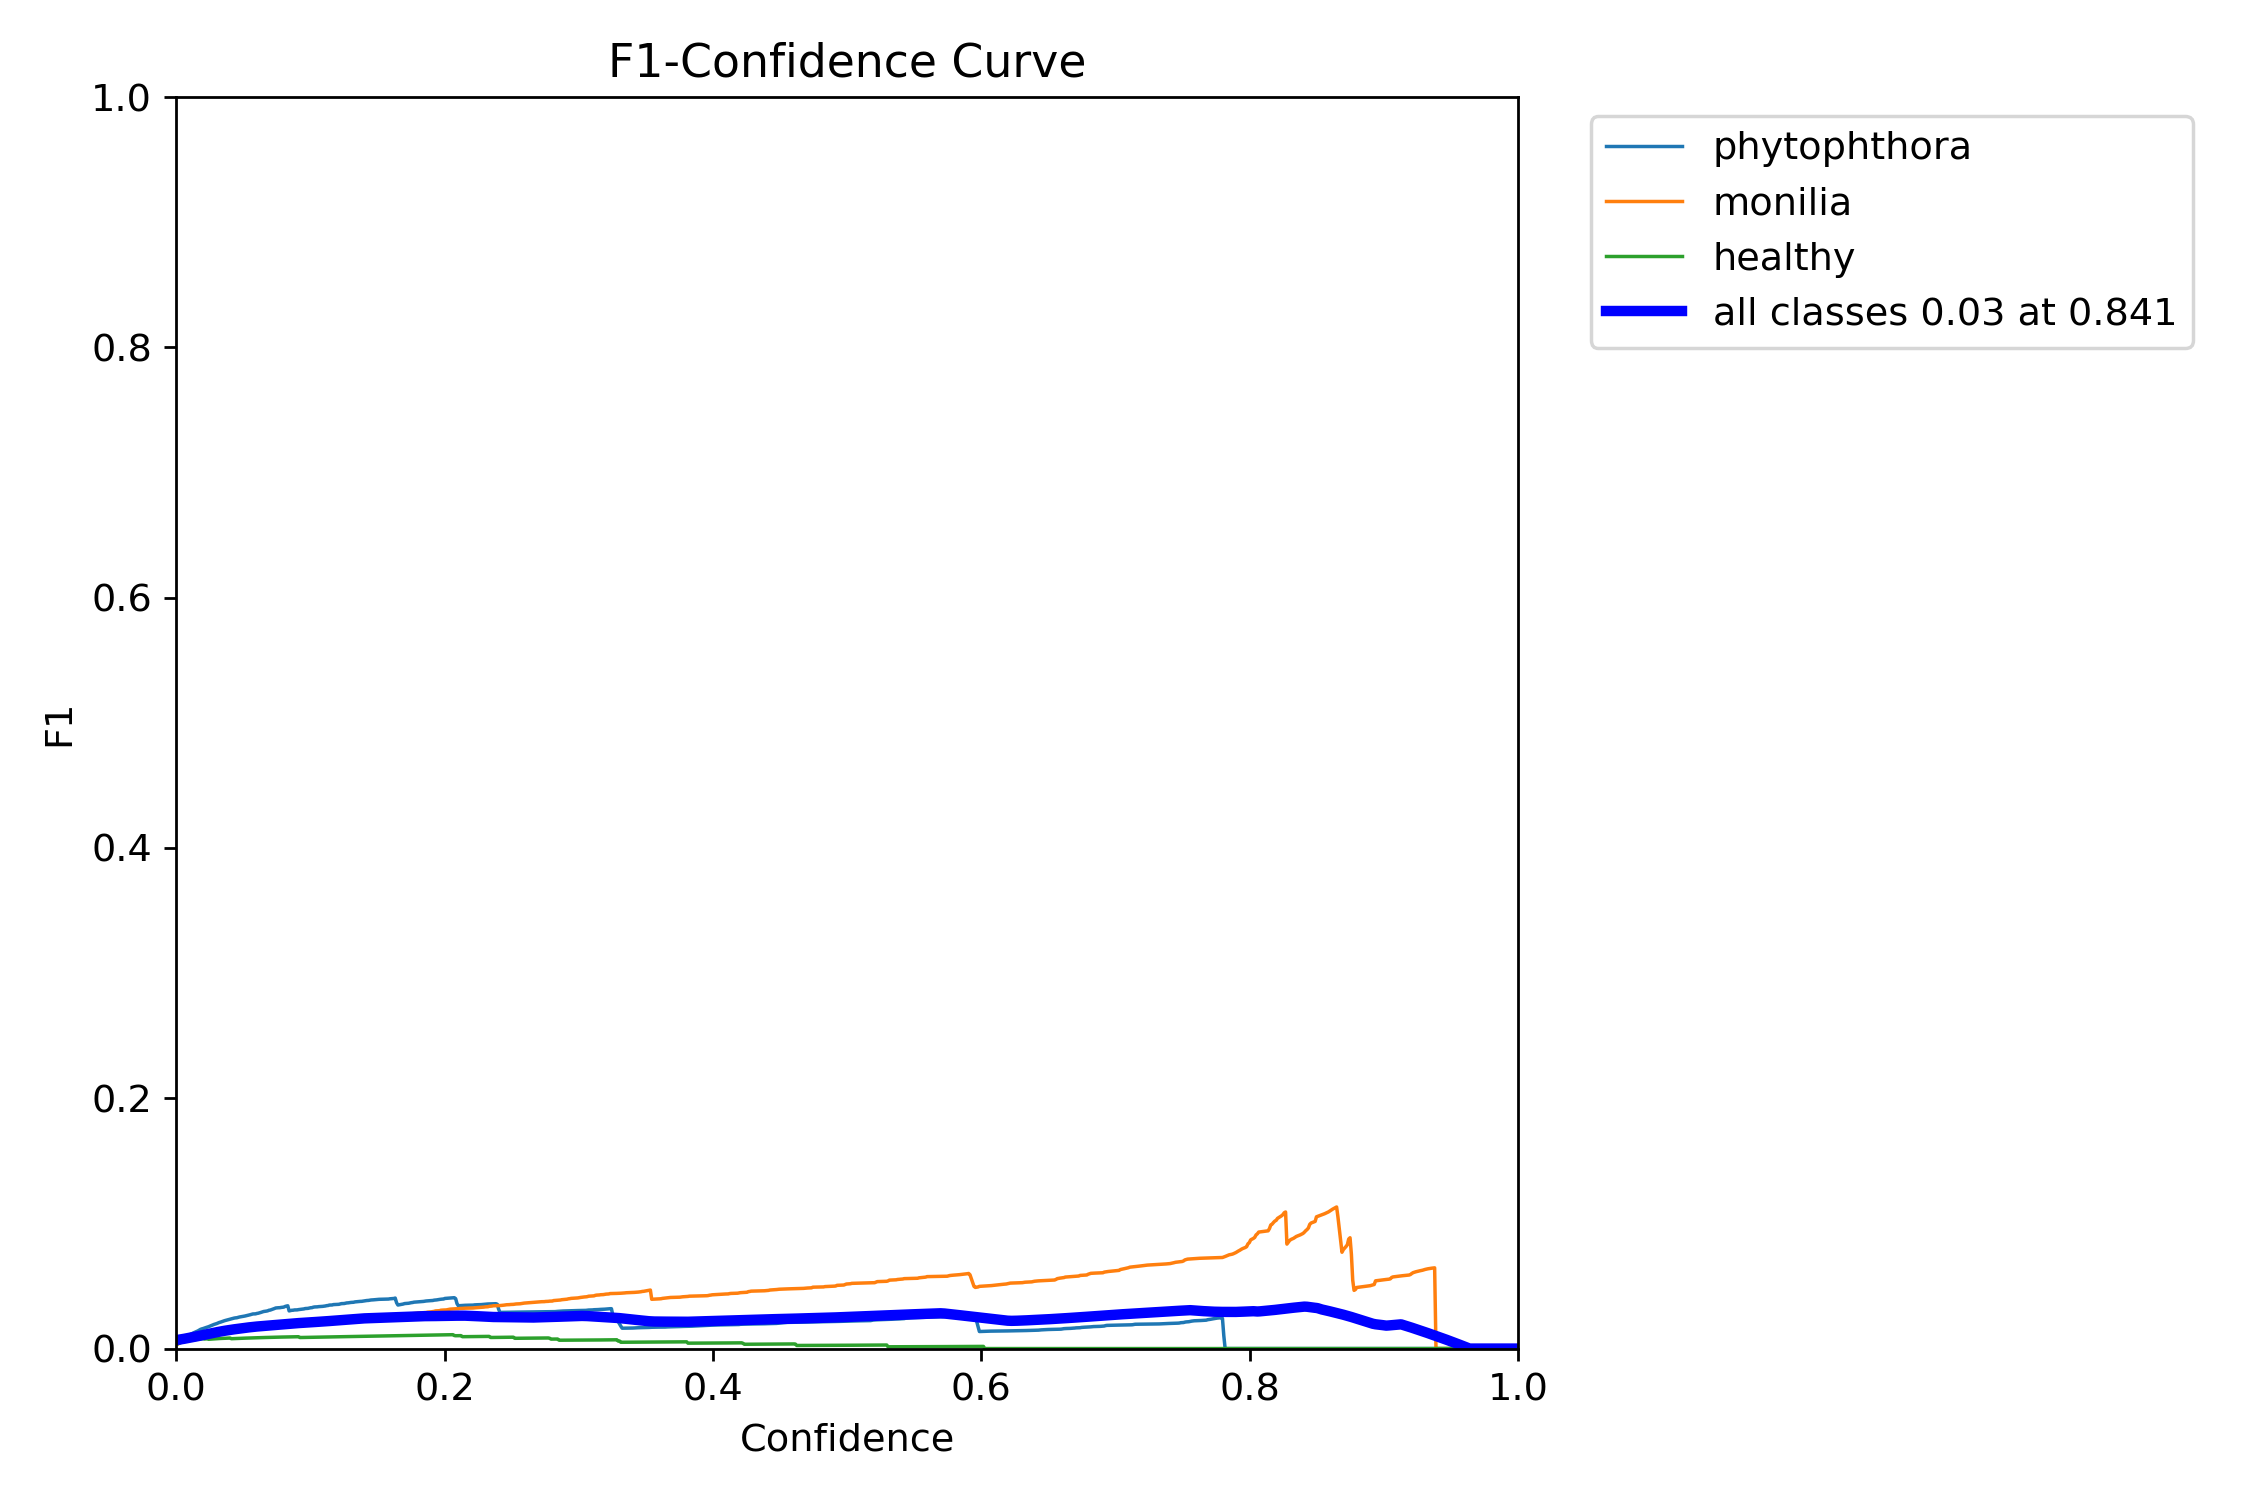 F1-Confidence Curve
1.0
0.8
0.6
0.4
0.2
0.0
F1
0.0 0.2 0.4 0.6 0.8 1.0
Confidence
phytophthora
monilia
healthy
all classes 0.03 at 0.841